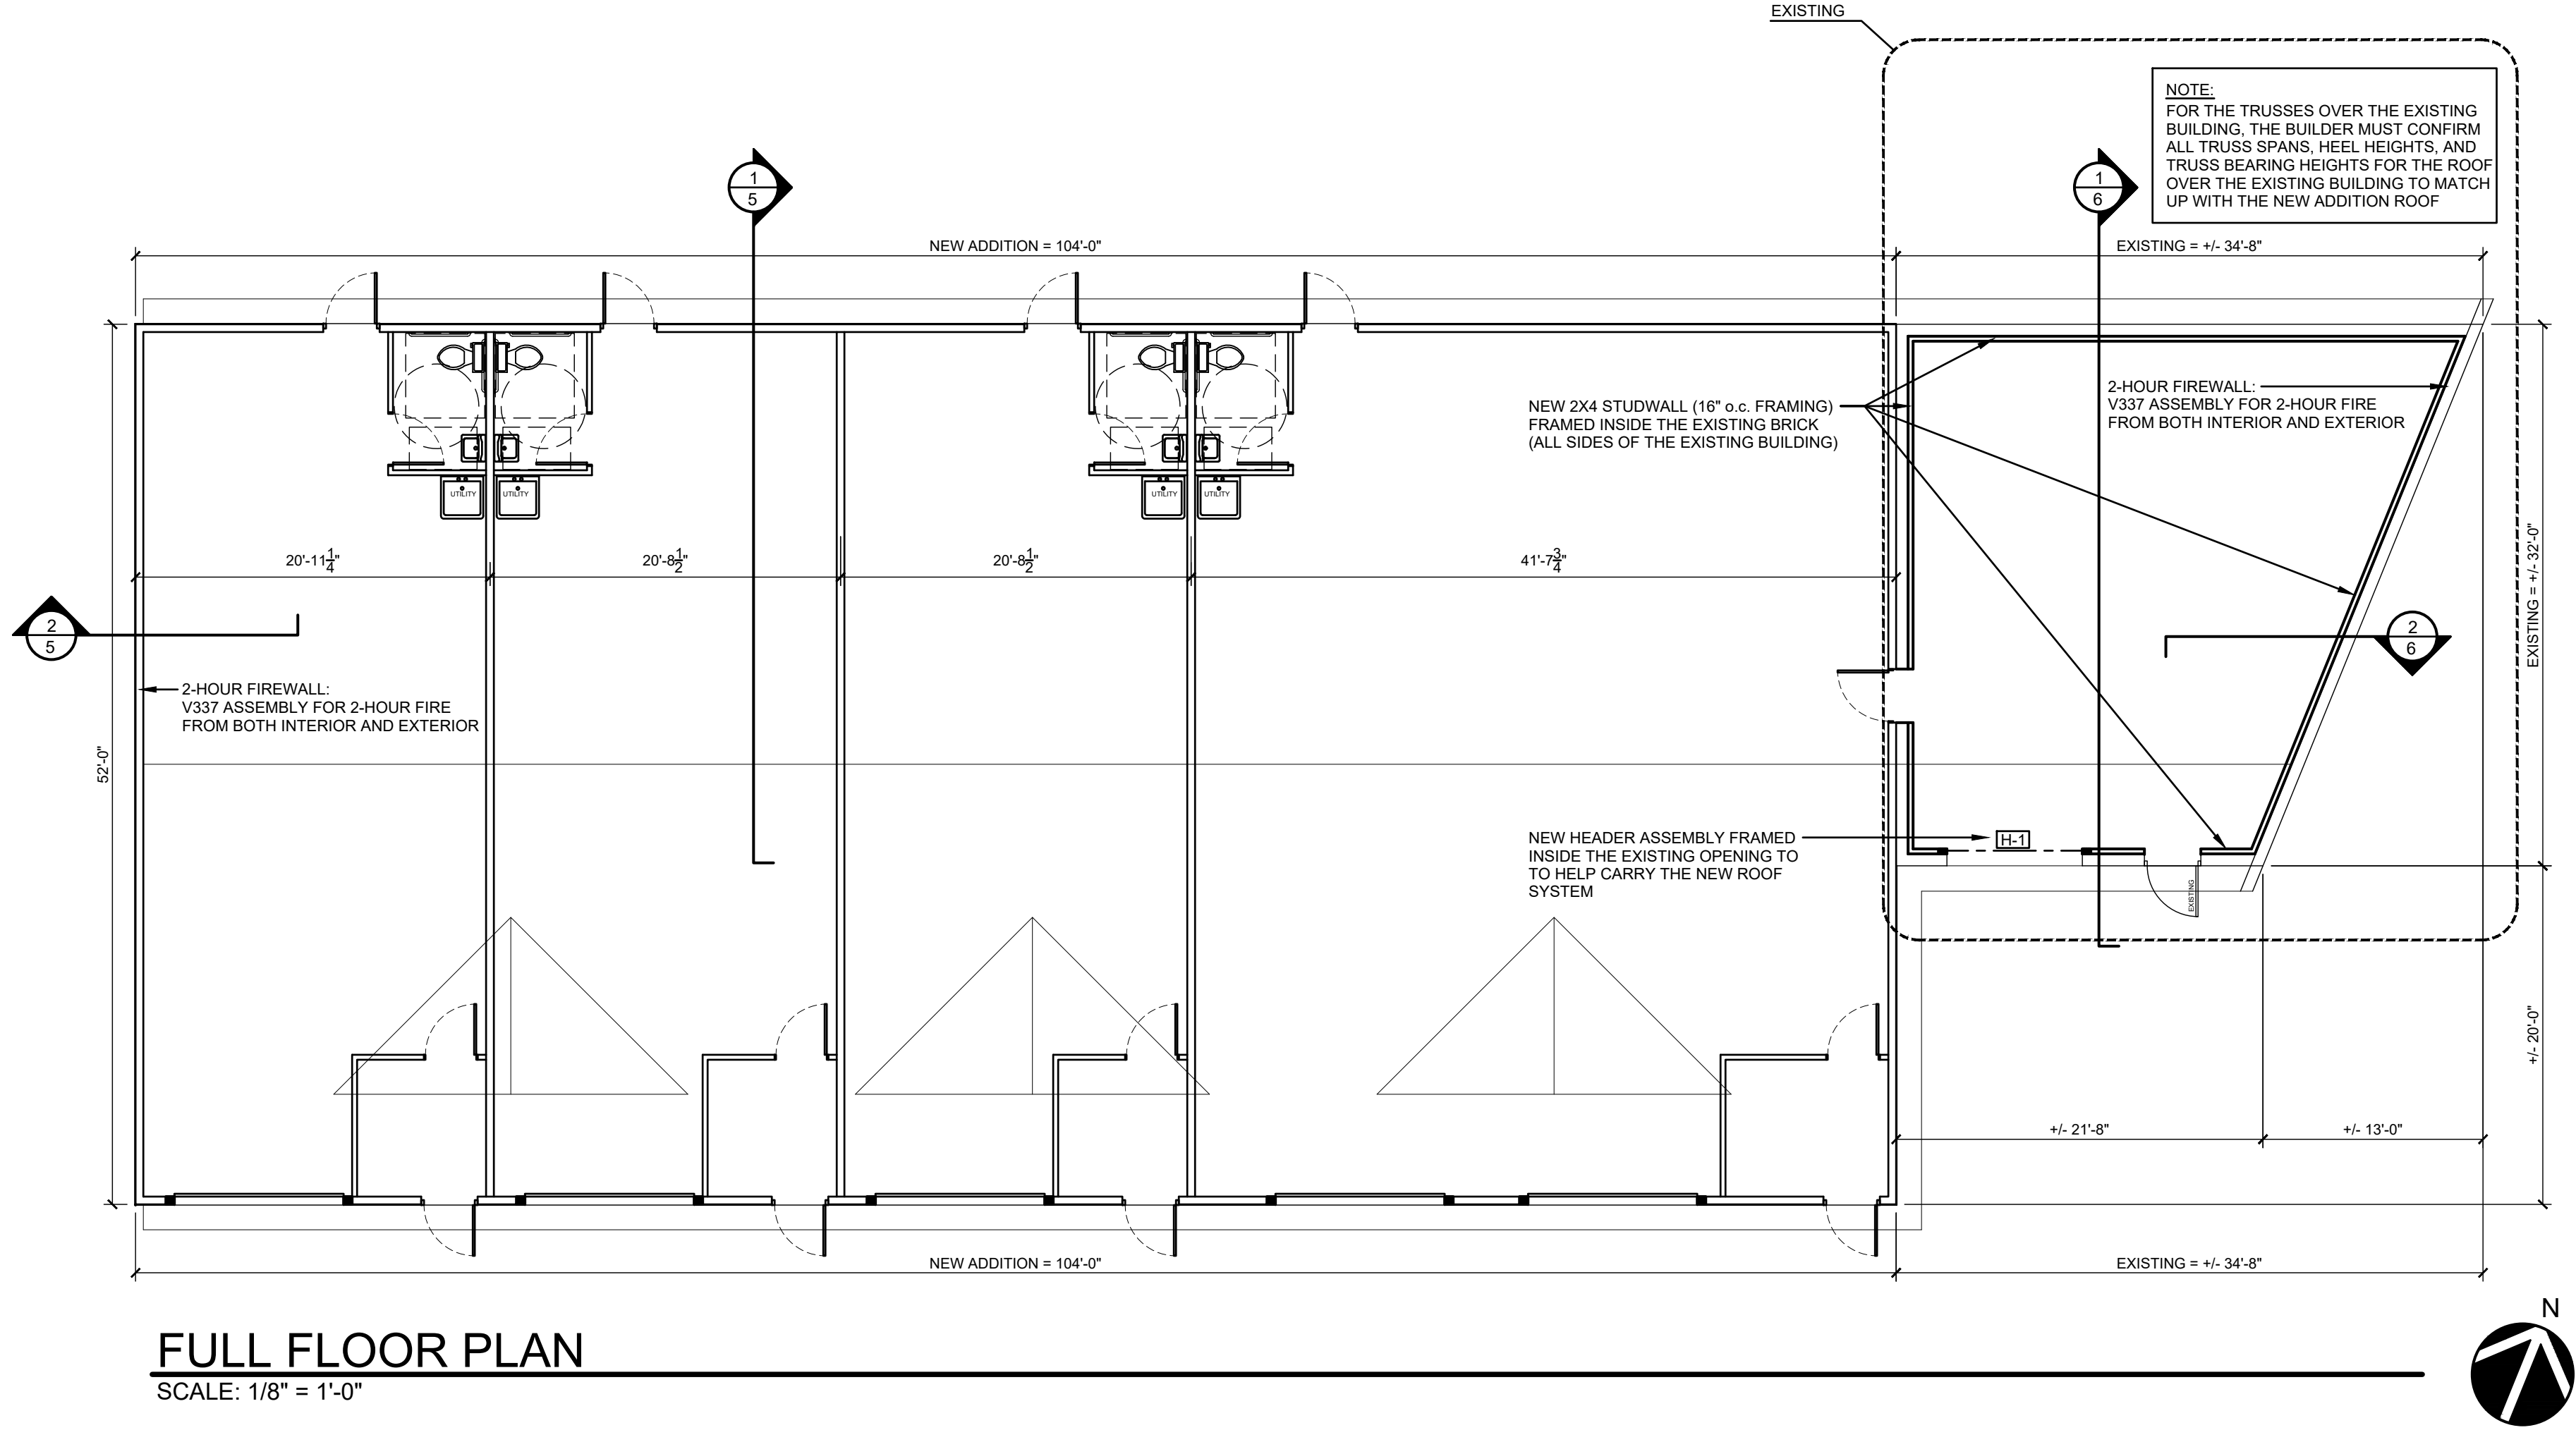 EXISTING
NOTE:
FOR THE TRUSSES OVER THE EXISTING
BUILDING, THE BUILDER MUST CONFIRM
ALL TRUSS SPANS, HEEL HEIGHTS, AND
TRUSS BEARING HEIGHTS FOR THE ROOF
OVER THE EXISTING BUILDING TO MATCH
UP WITH THE NEW ADDITION ROOF
1
5
1
6
NEW ADDITION = 104'-0"
EXISTING = +/- 34'-8"
2-HOUR FIREWALL:
V337 ASSEMBLY FOR 2-HOUR FIRE
FROM BOTH INTERIOR AND EXTERIOR
NEW 2X4 STUDWALL (16" o.c. FRAMING)
FRAMED INSIDE THE EXISTING BRICK
(ALL SIDES OF THE EXISTING BUILDING)
UTILITY
UTILITY
UTILITY
UTILITY
20'-11 1/4"
20'-8 1/2"
20'-8 1/2"
41'-7 3/4"
EXISTING = +/- 32'-0"
2
5
2
6
2-HOUR FIREWALL:
V337 ASSEMBLY FOR 2-HOUR FIRE
FROM BOTH INTERIOR AND EXTERIOR
52'-0"
NEW HEADER ASSEMBLY FRAMED
INSIDE THE EXISTING OPENING TO
TO HELP CARRY THE NEW ROOF
SYSTEM
H-1
EXISTING
+/- 20'-0"
+/- 21'-8"
+/- 13'-0"
NEW ADDITION = 104'-0"
EXISTING = +/- 34'-8"
N
FULL FLOOR PLAN
SCALE: 1/8" = 1'-0"